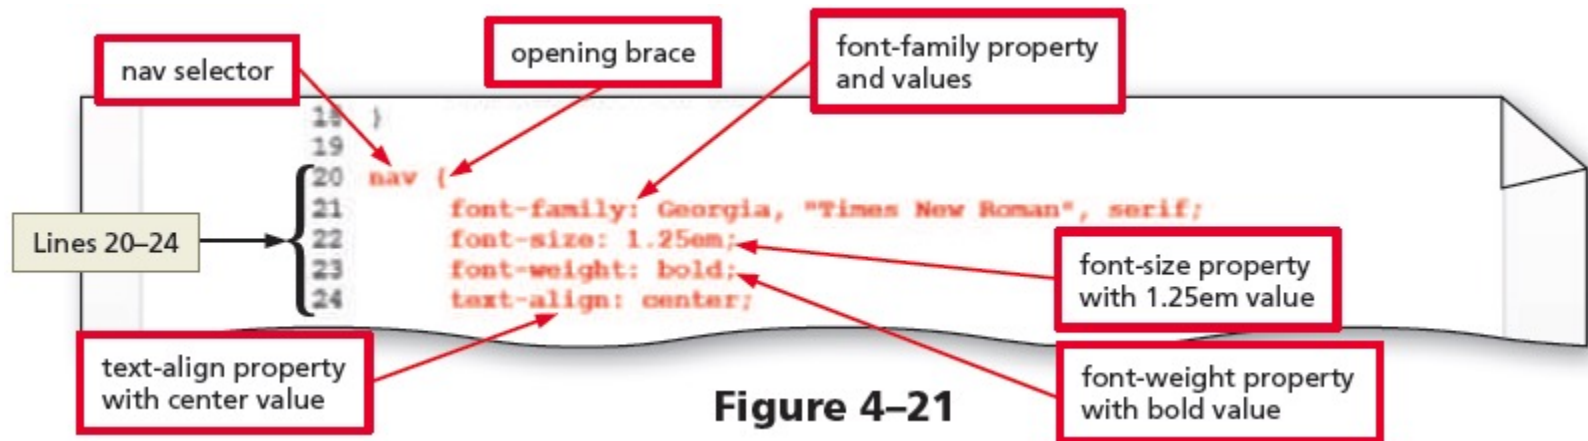 nav selector
opening brace
font-family property
and values
18 }
19
20 nav {
21 font-family: Georgia, "Times New Roman", serif;
22 font-size: 1.25em;
23 font-weight: bold;
24 text-align: center;
Lines 20–24
font-size property
with 1.25em value
text-align property
with center value
font-weight property
with bold value
Figure 4–21